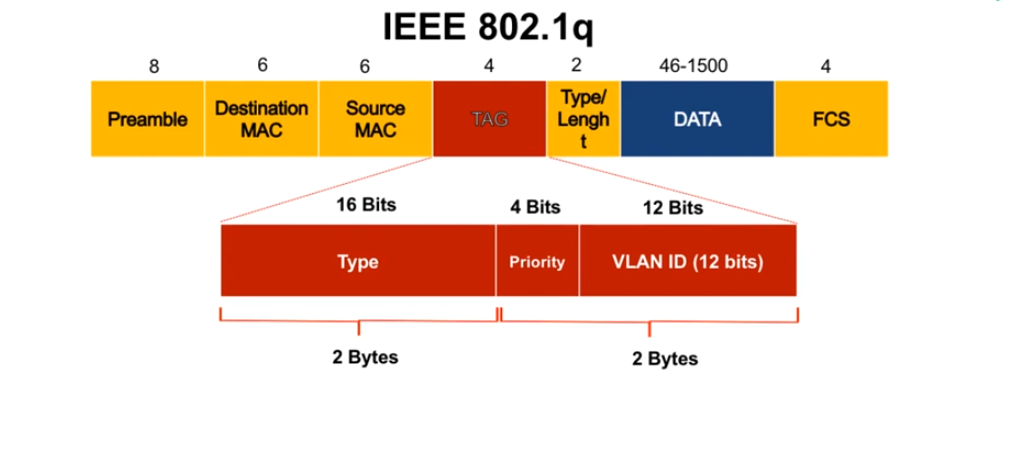 IEEE 802.1q
8 6 6 4 2 46-1500 4
Preamble
Destination
MAC
Source
MAC
TAG
Type/
Lengh
t
DATA
FCS
16 Bits 4 Bits 12 Bits
Type Priority VLAN ID (12 bits)
2 Bytes 2 Bytes